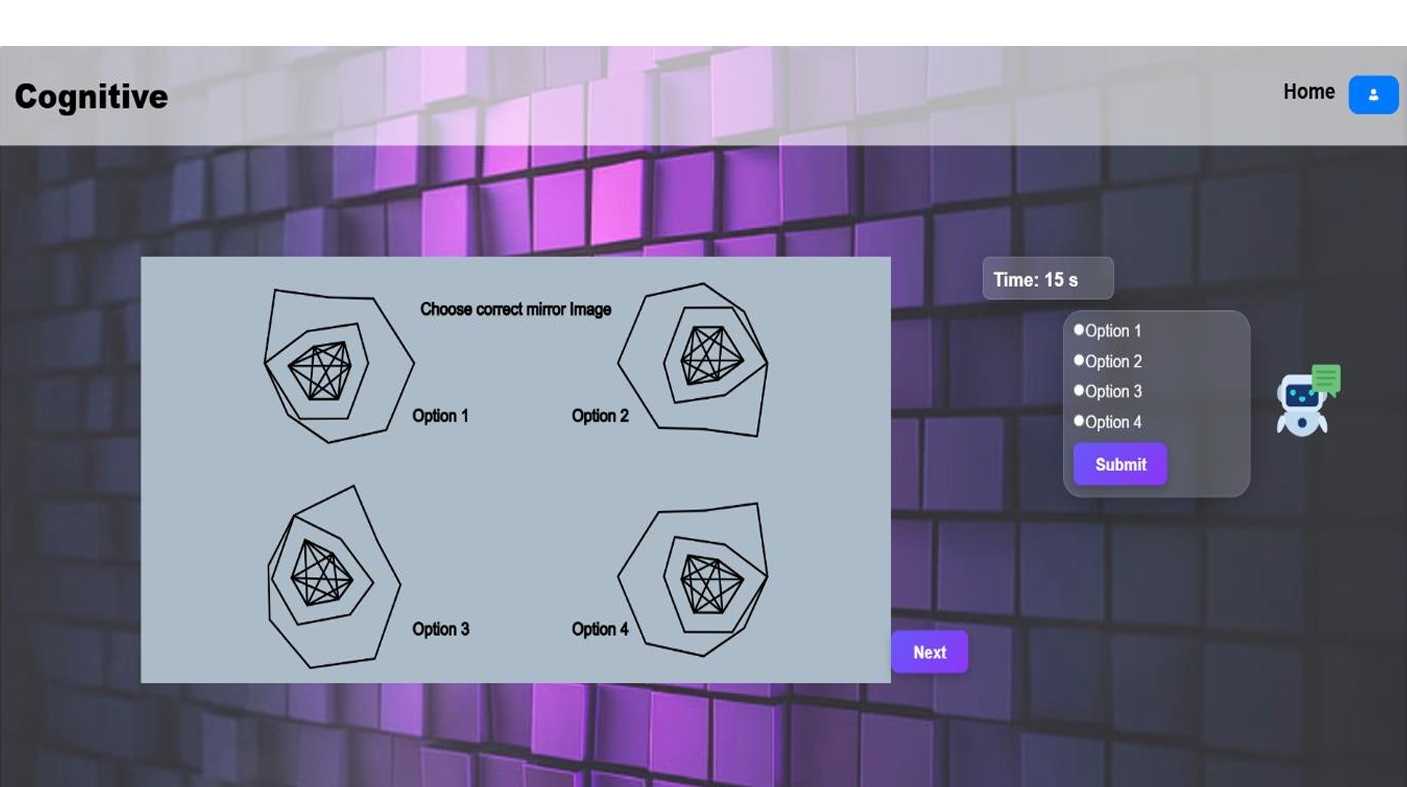 Cognitive
Home
Choose correct mirror Image
Option 1
Option 2
Option 3
Option 4
Time: 15 s
Option 1
Option 2
Option 3
Option 4
Submit
Next